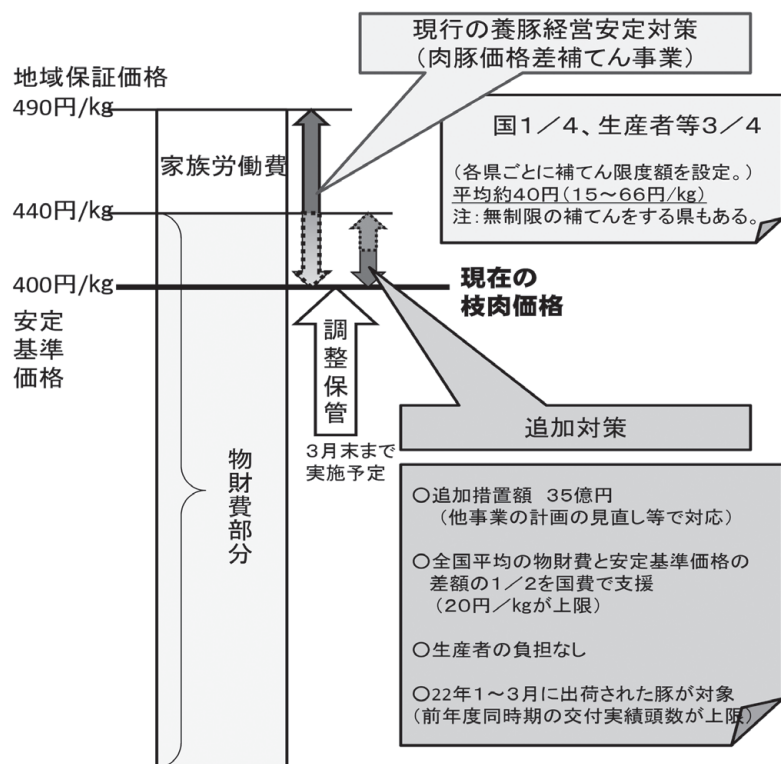 現行の養豚経営安定対策
(肉豚価格差補てん事業)
地域保証価格
490円/kg
家族労働費
国1/4、生産者等3/4
(各県ごとに補てん限度額を設定。)
平均約40円(15~66円/kg)
注:無制限の補てんをする県もある。
440円/kg
400円/kg
安定
基準
価格
現在の
枝肉価格
調整保管
3月末まで
実施予定
物財費部分
追加対策
○追加措置額 35億円
(他事業の計画の見直し等で対応)
○全国平均の物財費と安定基準価格の
差額の1/2を国費で支援
(20円/kgが上限)
○生産者の負担なし
○22年1~3月に出荷された豚が対象
(前年度同時期の交付実績頭数が上限)